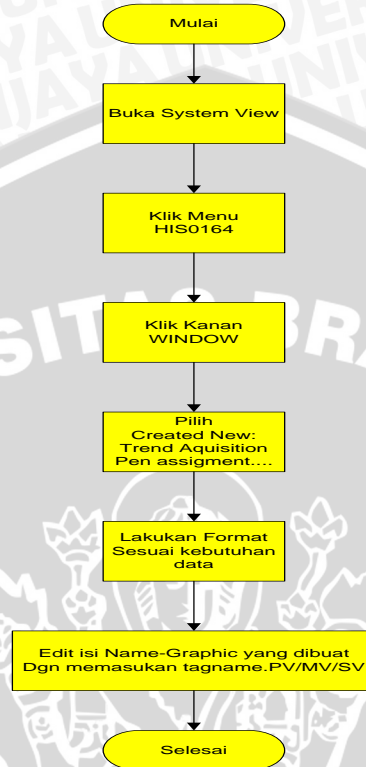 Mulai
Buka System View
Klik Menu
HIS0164
Klik Kanan
WINDOW
Pilih
Created New:
Trend Aquisition
Pen assigment....
Lakukan Format
Sesuai kebutuhan
data
Edit isi Name-Graphic yang dibuat
Dgn memasukan tagname.PV/MV/SV
Selesai